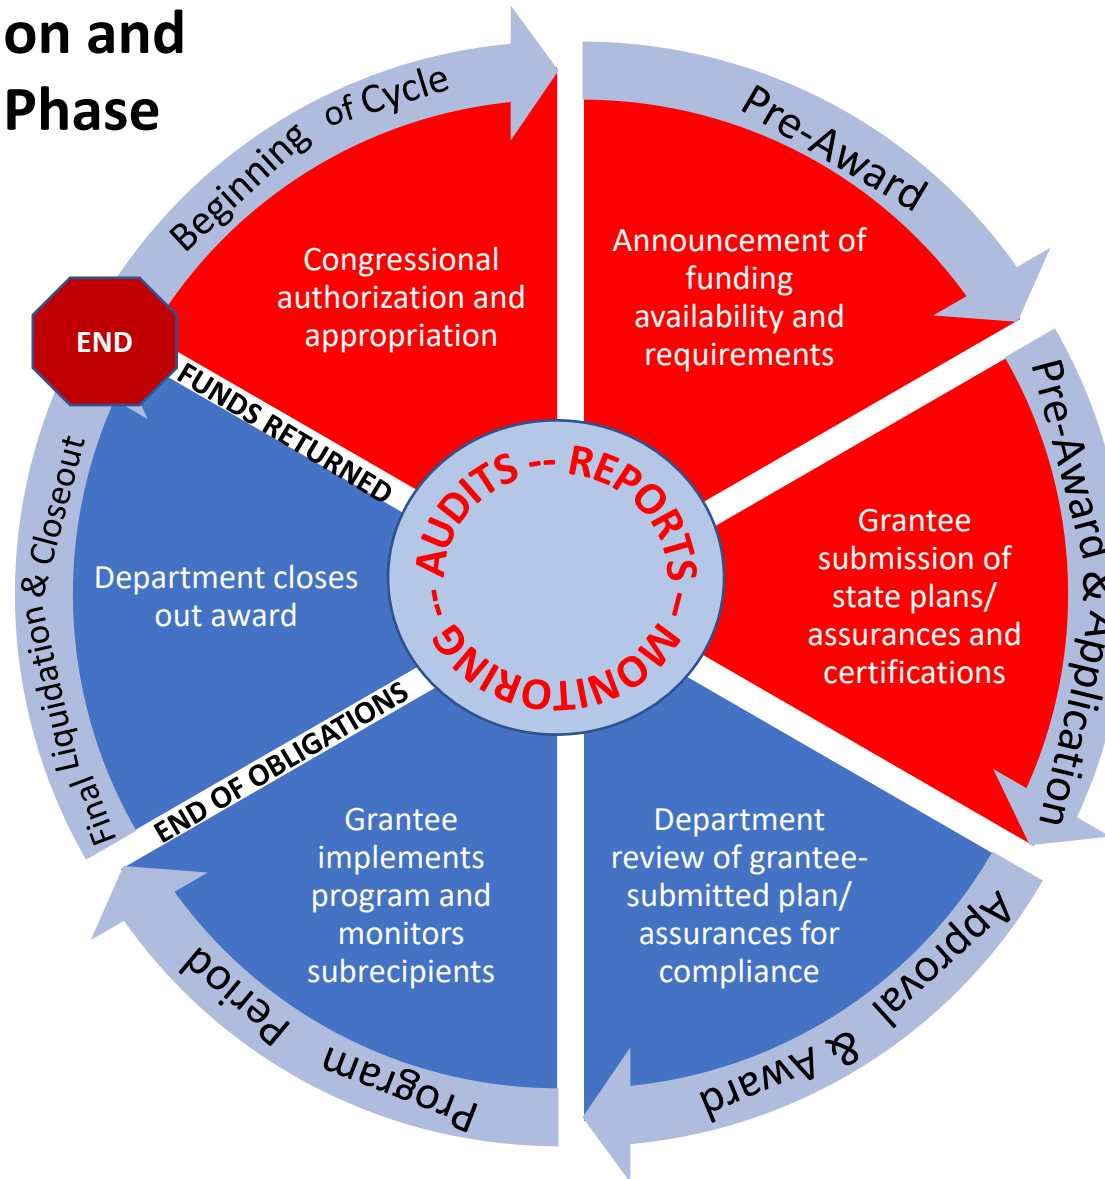 on and
Phase
Beginning of Cycle
Congressional
authorization and
appropriation
Pre-Award
Announcement of
funding
availability and
requirements
Pre-Award & Application
Grantee
submission of
state plans/
assurances and
certifications
Approval & Award
Department
review of grantee-
submitted plan/
assurances for
compliance
Program Period
Grantee
implements
program and
monitors
subrecipients
END OF OBLIGATIONS
Final Liquidation & Closeout
Department closes
out award
FUNDS RETURNED
END
AUDITS -- REPORTS – MONITORING--